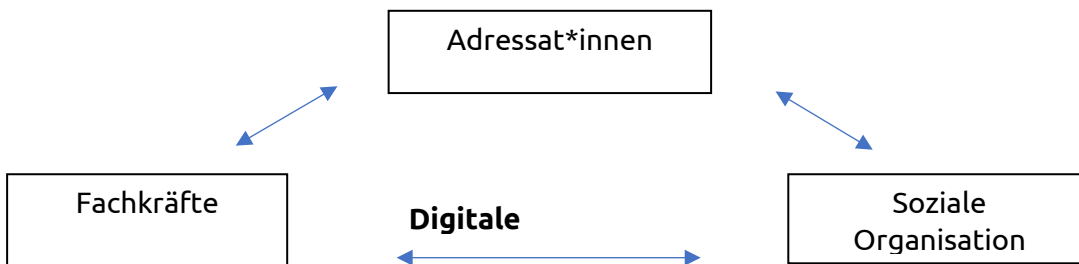 Adressat*innen
Fachkräfte
Digitale
Soziale
Organisation